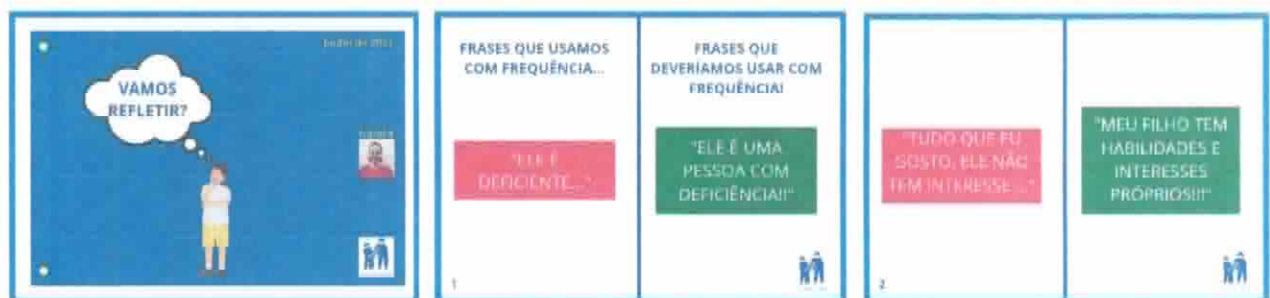 VAMOS
REFLETIR?
FRASES QUE USAMOS
COM FREQUÊNCIA...
"ELE É
DEFICIENTE..."
1
FRASES QUE
DEVERÍAMOS USAR COM
FREQUÊNCIA!
"ELE É UMA
PESSOA COM
DEFICIÊNCIA!!"
"TUDO QUE EU
GOSTO, ELE NÃO
TEM INTERESSE ..."
2
"MEU FILHO TEM
HABILIDADES E
INTERESSES
PRÓPRIOS!!!"